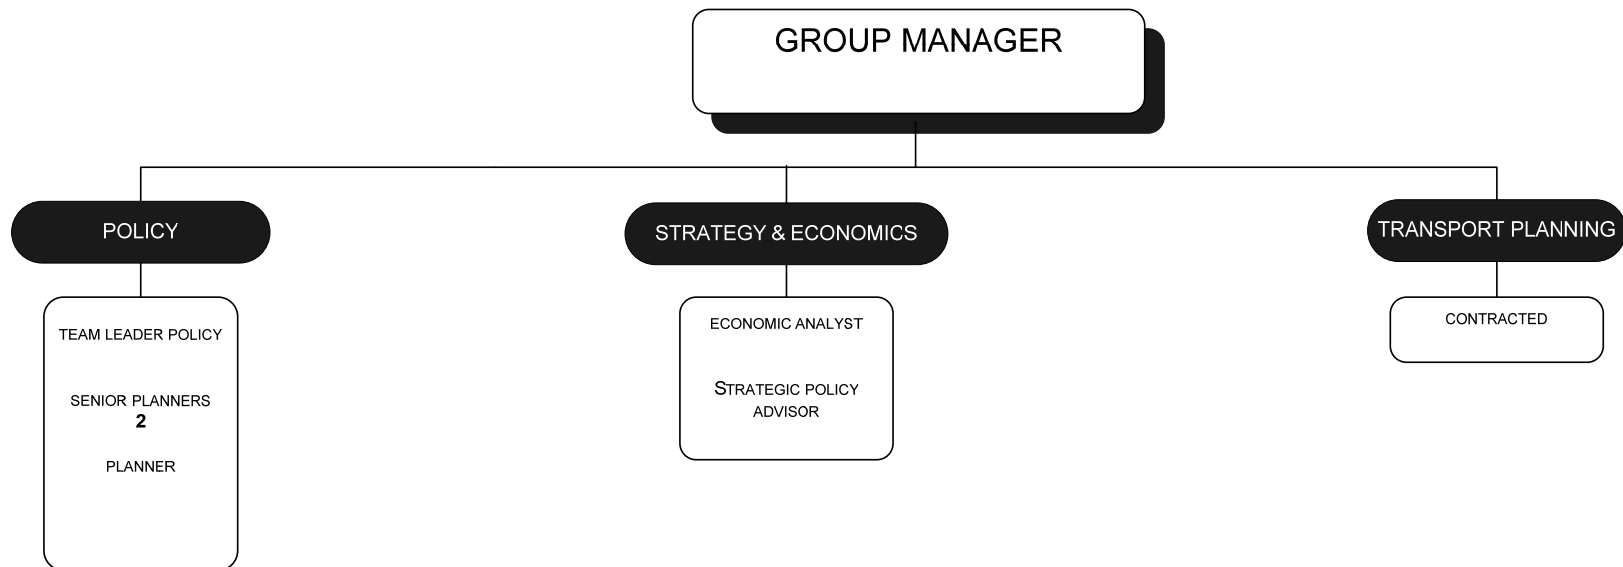 GROUP MANAGER
POLICY
STRATEGY & ECONOMICS
TRANSPORT PLANNING
TEAM LEADER POLICY
SENIOR PLANNERS
2
PLANNER
ECONOMIC ANALYST
STRATEGIC POLICY
ADVISOR
CONTRACTED